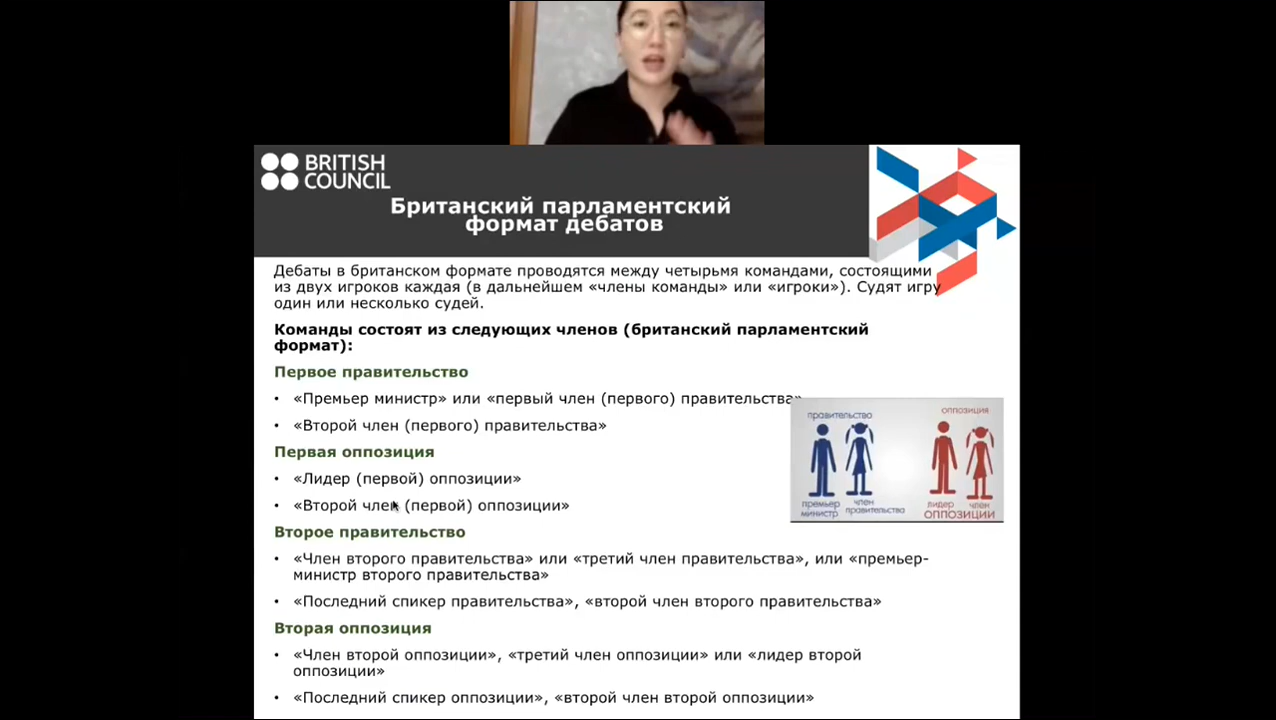 BRITISH
COUNCIL
Британский парламентский
формат дебатов
Дебаты в британском формате проводятся между четырьмя командами, состоящими
из двух игроков каждая (в дальнейшем «члены команды» или «игроки»). Судят игру
один или несколько судей.
Команды состоят из следующих членов (британский парламентский
формат):
Первое правительство
• «Премьер министр» или «первый член (первого) правительства»
• «Второй член (первого) правительства»
Первая оппозиция
• «Лидер (первой) оппозиции»
• «Второй член (первой) оппозиции»
Второе правительство
• «Член второго правительства» или «третий член правительства», или «премьер-
министр второго правительства»
• «Последний спикер правительства», «второй член второго правительства»
Вторая оппозиция
• «Член второй оппозиции», «третий член оппозиции» или «лидер второй
оппозиции»
• «Последний спикер оппозиции», «второй член второй оппозиции»
правительство
оппозиция
премьер
министр
член
правительства
лидер член
оппозиции